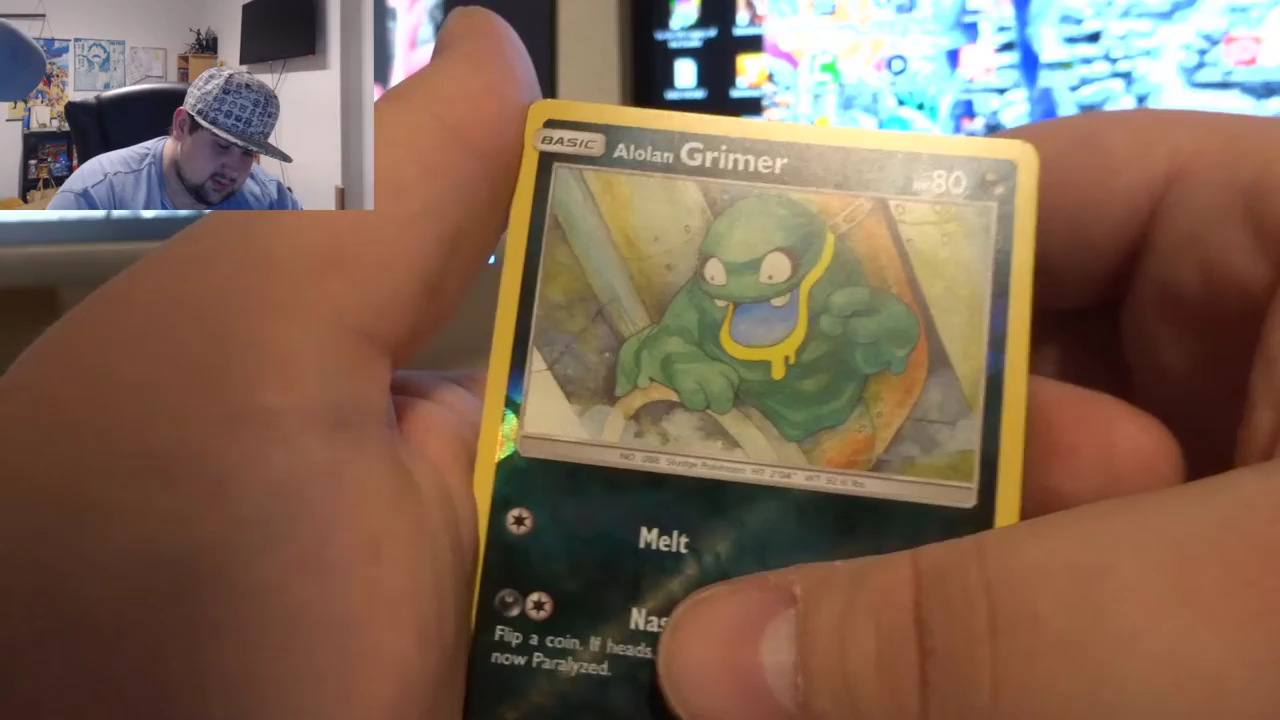 BASIC Alolan Grimer HP 80
NO. 088 Sludge Pokémon HT 2'04" WT 92.6 lbs
Melt
Nas
Flip a coin. If heads,
now Paralyzed.